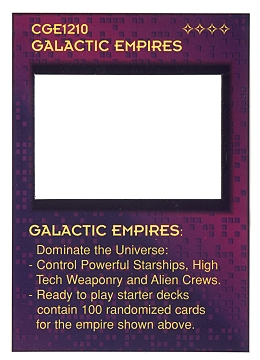 CGE1210
GALACTIC EMPIRES
GALACTIC EMPIRES:
Dominate the Universe:
- Control Powerful Starships, High
Tech Weaponry and Alien Crews.
- Ready to play starter decks
contain 100 randomized cards
for the empire shown above.